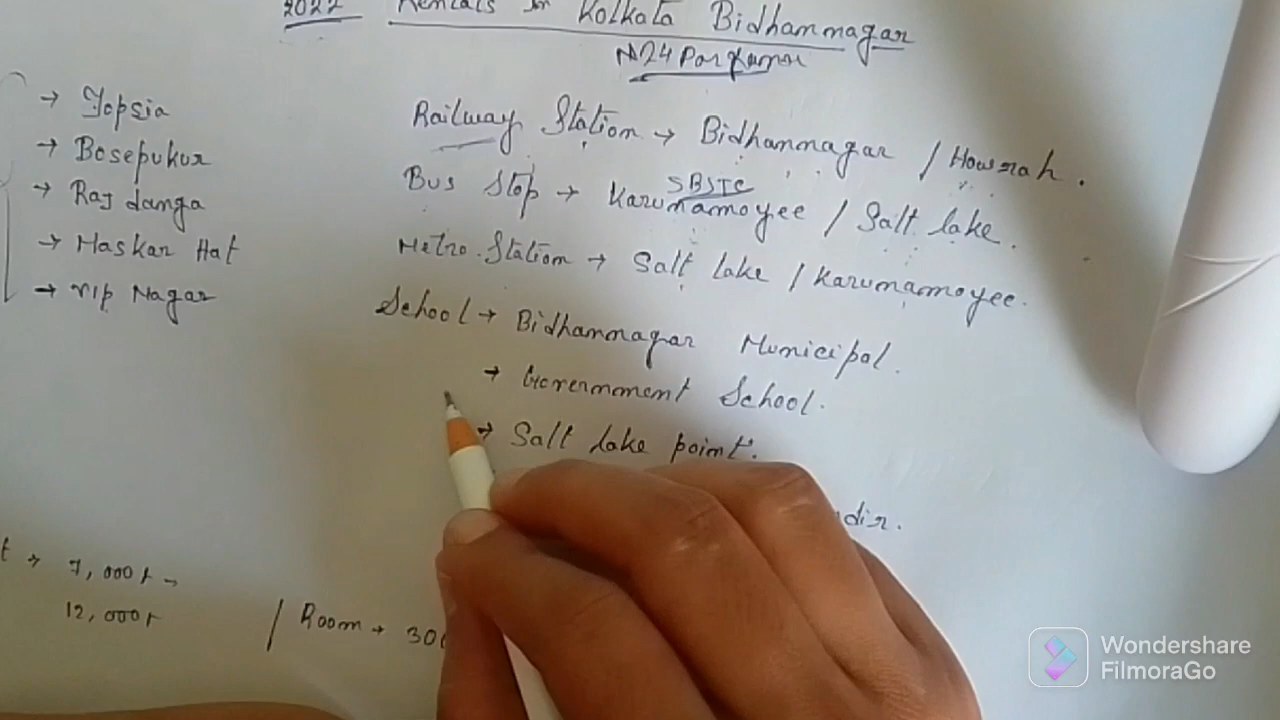 2022 Rentals in Kolkata Bidhannagar
N24 Parganar
→ Topsia
→ Bosepukur
→ Raj danga
→ Haskar Hat
→ VIP Nagar
Railway Station → Bidhannagar / Howrah.
SBSTC
Bus Stop → Karunamoyee / Salt lake.
Metro Station → Salt lake / Karunamoyee.
School → Bidhannagar Municipal.
→ Government School.
→ Salt lake point.
dir.
t → 7,000/- →
12,000/-
/ Room → 300
Wondershare
FilmoraGo